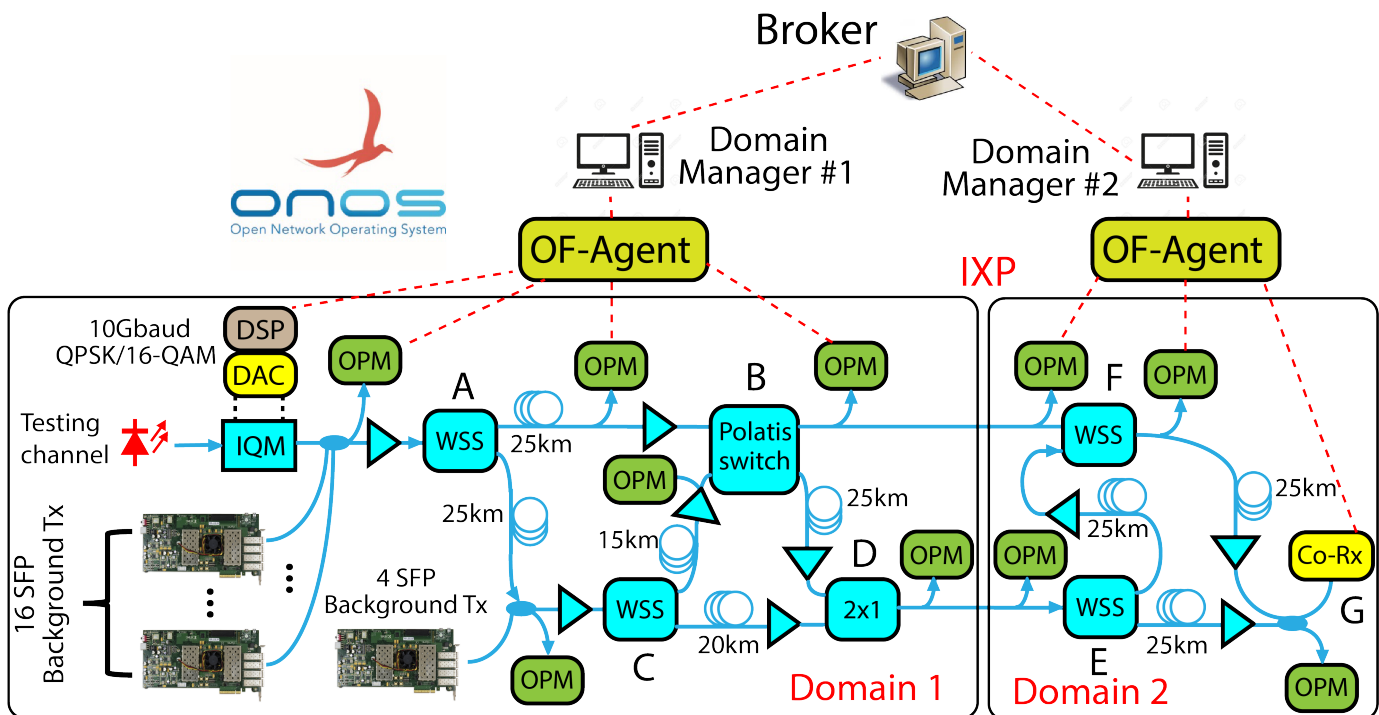 Broker
Domain
Manager #1
Domain
Manager #2
ONOS
Open Network Operating System
OF-Agent
OF-Agent
IXP
10Gbaud
QPSK/16-QAM
DSP
DAC
OPM
OPM
B
OPM
OPM
F
OPM
A
Testing
channel
IQM
WSS
25km
Polatis
switch
WSS
OPM
25km
25km
25km
25km
15km
Co-Rx
16 SFP
Background Tx
4 SFP
Background Tx
WSS
20km
D
2x1
OPM
OPM
WSS
25km
G
C
E
OPM
OPM
Domain 1
Domain 2